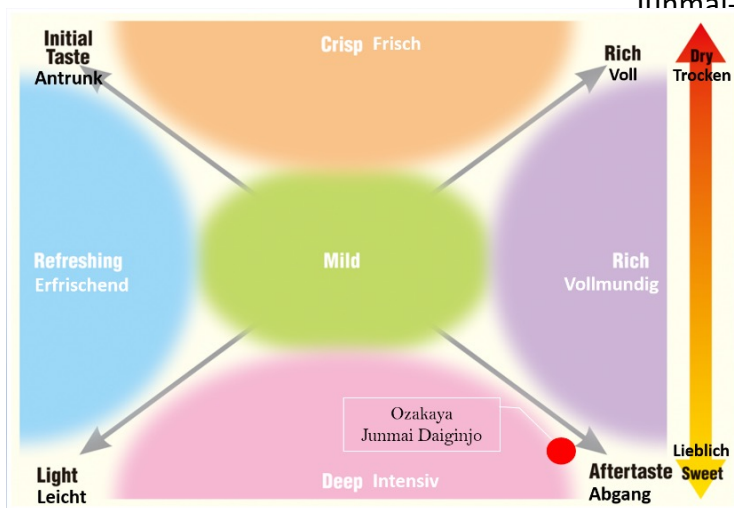 Junmai-
Initial
Taste
Antrunk
Crisp Frisch
Rich
Voll
Dry
Trocken
Refreshing
Erfrischend
Mild
Rich
Vollmundig
Ozakaya
Junmai Daiginjo
Light
Leicht
Deep Intensiv
Aftertaste
Abgang
Lieblich
Sweet